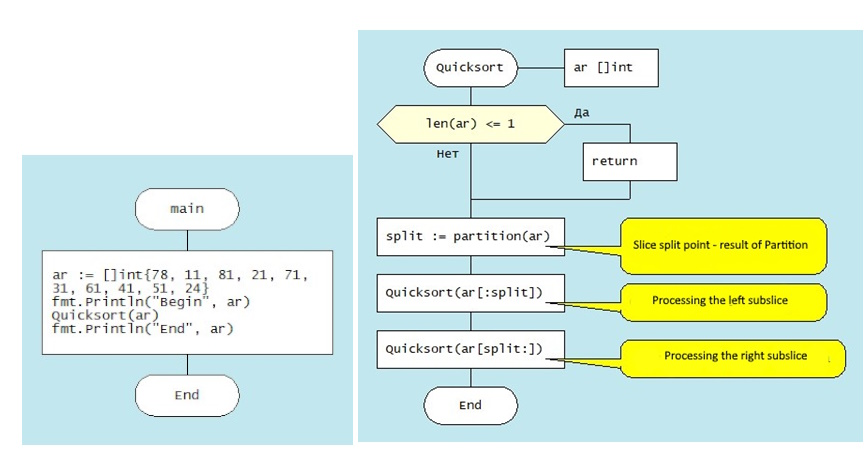 main
ar := []int{78, 11, 81, 21, 71,
31, 61, 41, 51, 24}
fmt.Println("Begin", ar)
Quicksort(ar)
fmt.Println("End", ar)
End
Quicksort
ar []int
len(ar) <= 1
Да
Нет
return
split := partition(ar)
Slice split point - result of Partition
Quicksort(ar[:split])
Processing the left subslice
Quicksort(ar[split:])
Processing the right subslice
End